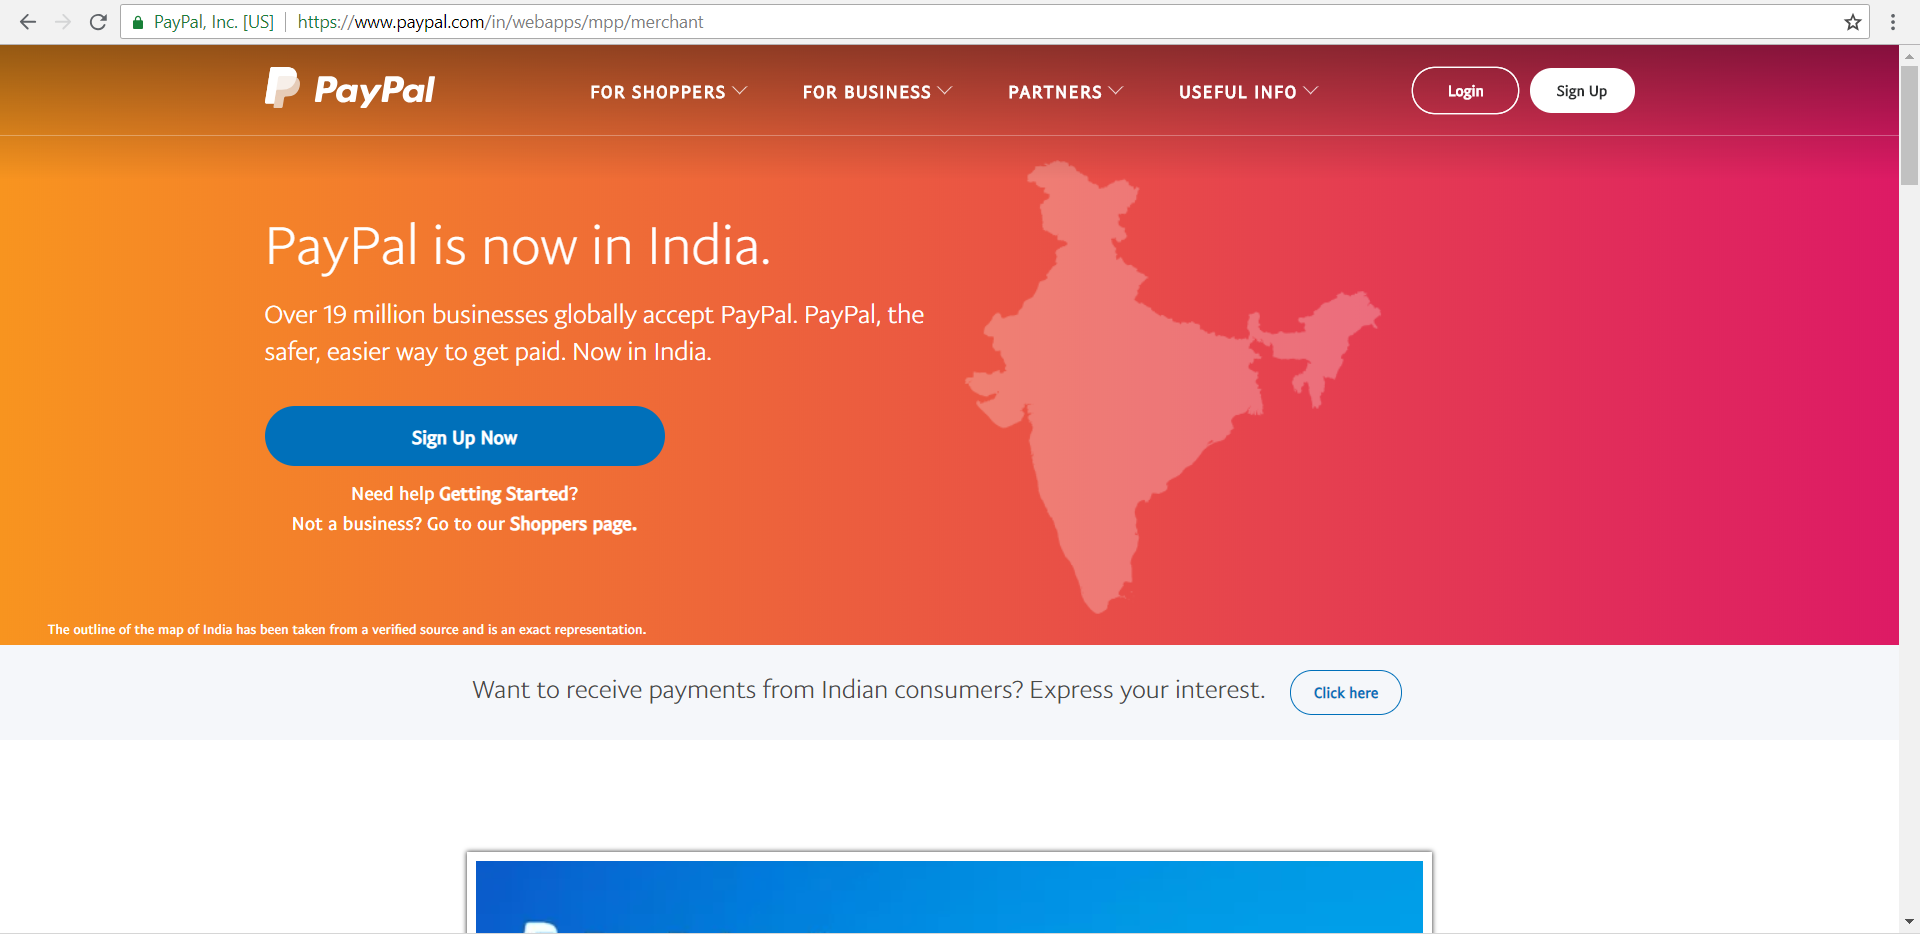 PayPal, Inc. [US] https://www.paypal.com/in/webapps/mpp/merchant
PayPal FOR SHOPPERS FOR BUSINESS PARTNERS USEFUL INFO Login Sign Up
PayPal is now in India.
Over 19 million businesses globally accept PayPal. PayPal, the
safer, easier way to get paid. Now in India.
Sign Up Now
Need help Getting Started?
Not a business? Go to our Shoppers page.
The outline of the map of India has been taken from a verified source and is an exact representation.
Want to receive payments from Indian consumers? Express your interest. Click here